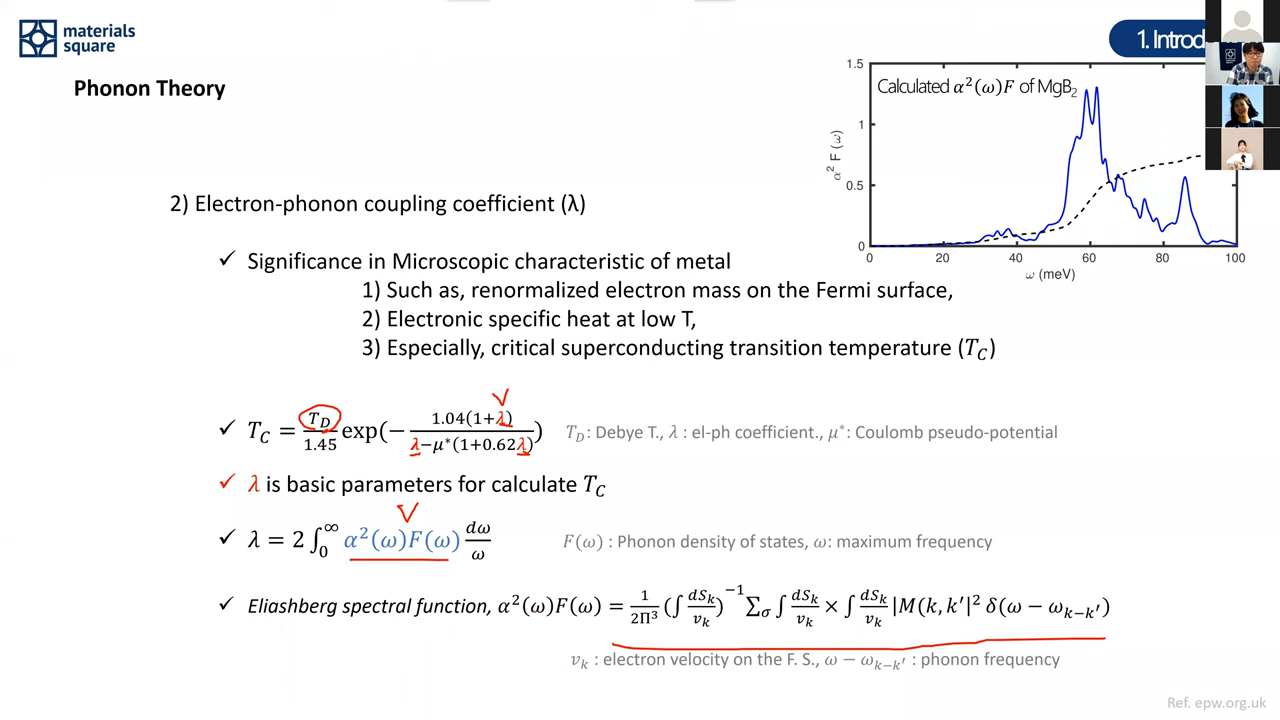 materials
square
1. Introd
Phonon Theory
Calculated α²(ω)F of MgB₂
1.5
1
0.5
0
α² F (ω)
0 20 40 60 80 100
ω (meV)
2) Electron-phonon coupling coefficient (λ)
✓ Significance in Microscopic characteristic of metal
1) Such as, renormalized electron mass on the Fermi surface,
2) Electronic specific heat at low T,
3) Especially, critical superconducting transition temperature (T_C)
✓ T_C = T_D/1.45 exp(− 1.04(1+λ)/λ−μ*(1+0.62λ)) T_D: Debye T., λ : el-ph coefficient., μ*: Coulomb pseudo-potential
✓ λ is basic parameters for calculate T_C
✓ λ = 2 ∫₀^∞ α²(ω)F(ω) dω/ω F(ω) : Phonon density of states, ω: maximum frequency
✓ Eliashberg spectral function, α²(ω)F(ω) = 1/2Π³ (∫ dS_k/v_k)⁻¹ Σ_σ ∫ dS_k/v_k × ∫ dS_k/v_k |M(k, k′|² δ(ω − ω_k−k′)
v_k : electron velocity on the F. S., ω − ω_k−k′ : phonon frequency
Ref. epw.org.uk